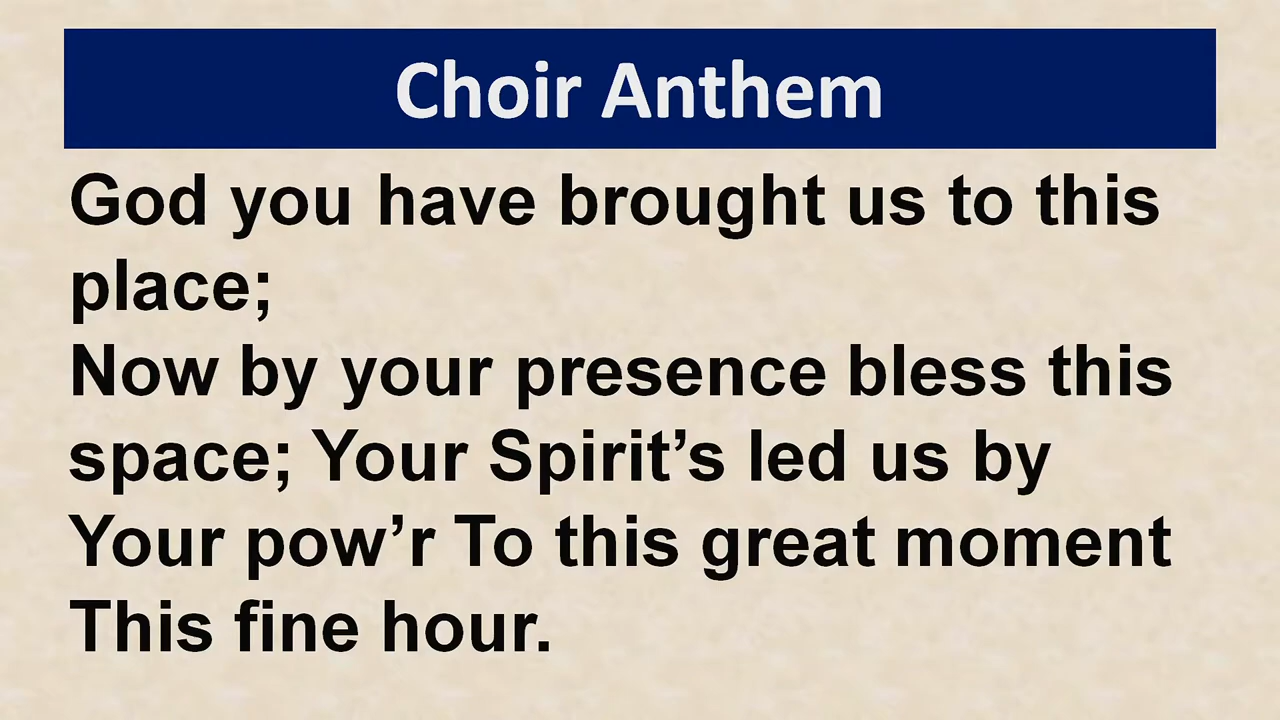 Choir Anthem
God you have brought us to this
place;
Now by your presence bless this
space; Your Spirit’s led us by
Your pow’r To this great moment
This fine hour.